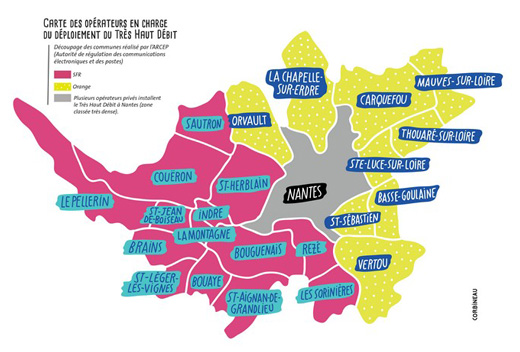 CARTE DES OPÉRATEURS EN CHARGE
DU DÉPLOIEMENT DU TRÈS HAUT DÉBIT
Découpage des communes réalisé par l'ARCEP
(Autorité de régulation des communications
électroniques et des postes)
SFR
Orange
Plusieurs opérateurs privés installent
le Très Haut Débit à Nantes (zone
classée très dense).
LA CHAPELLE-
SUR-ERDRE
MAUVES-SUR-LOIRE
CARQUEFOU
SAUTRON
ORVAULT
THOUARÉ-SUR-LOIRE
STE-LUCE-SUR-LOIRE
COUËRON
ST-HERBLAIN
NANTES
BASSE-GOULAINE
LE PELLERIN
ST-JEAN
DE-BOISEAU
INDRE
ST-SÉBASTIEN
LA MONTAGNE
BRAINS
BOUGUENAIS
REZÉ
VERTOU
ST-LÉGER-
LES-VIGNES
BOUAYE
ST-AIGNAN-DE-
GRANDLIEU
LES SORINIÈRES
CORBINEAU